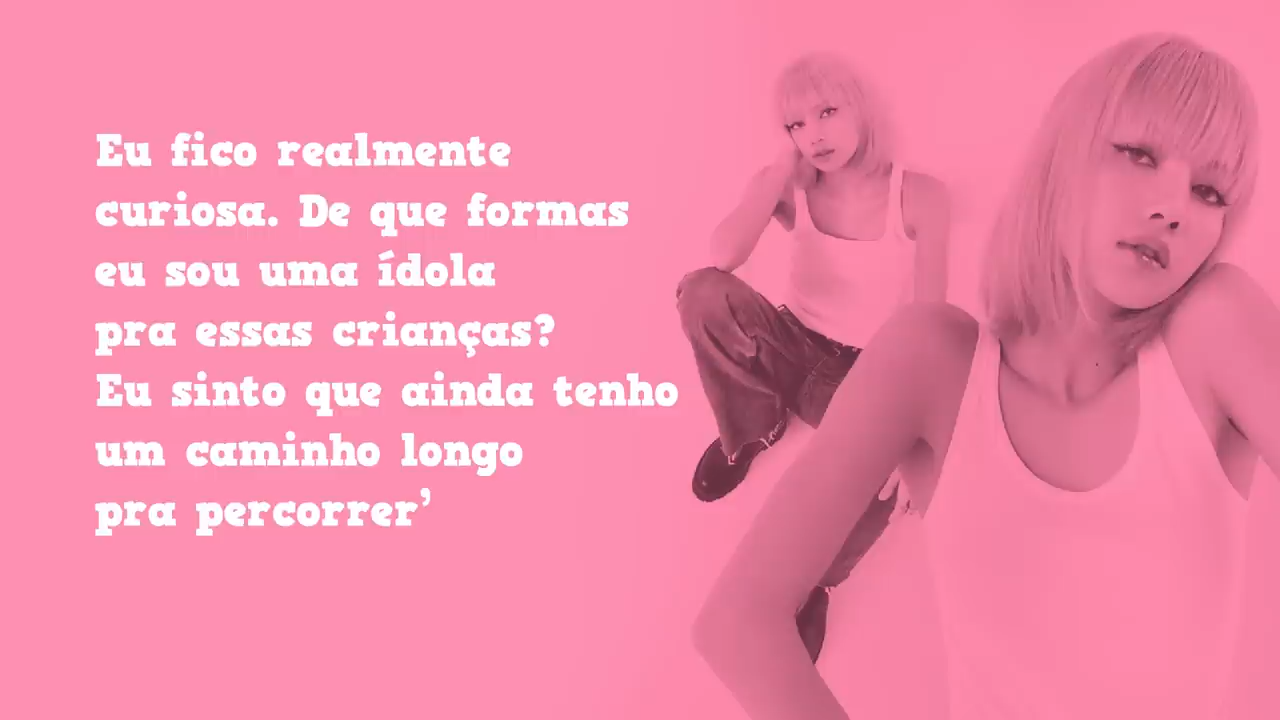 Eu fico realmente
curiosa. De que formas
eu sou uma ídola
pra essas crianças?
Eu sinto que ainda tenho
um caminho longo
pra percorrer’